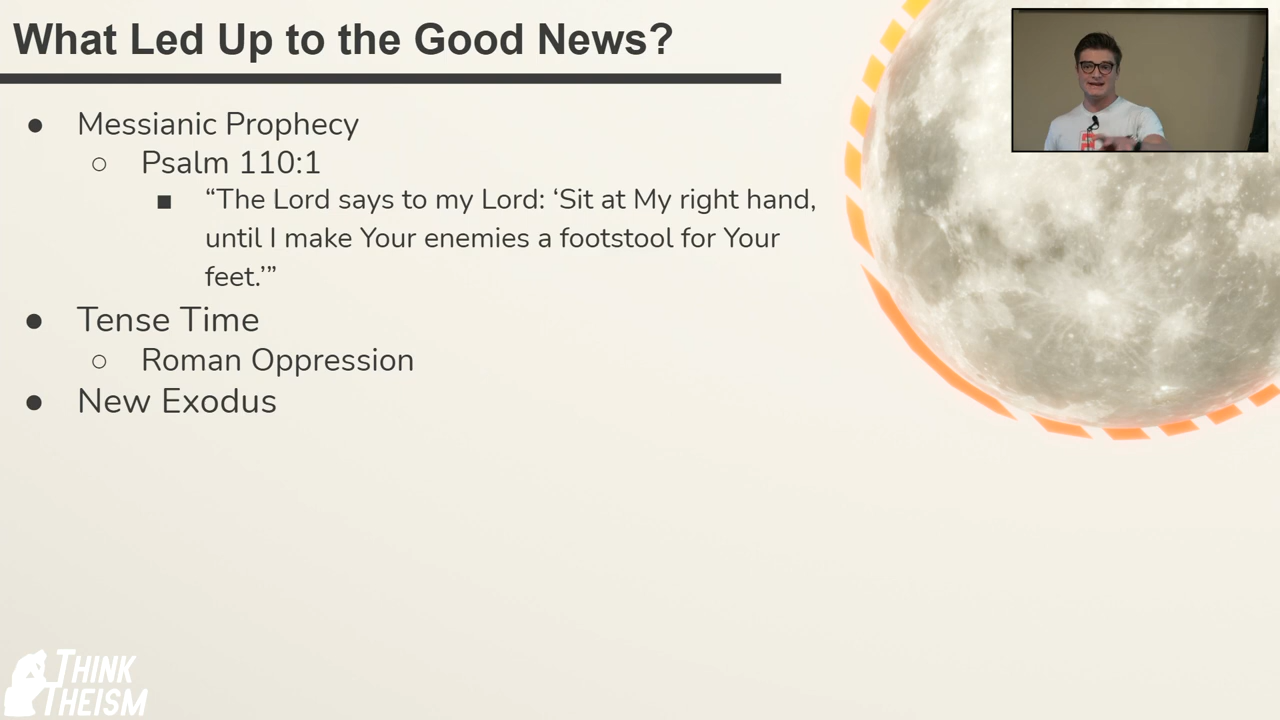 What Led Up to the Good News?
● Messianic Prophecy
○ Psalm 110:1
■ “The Lord says to my Lord: ‘Sit at My right hand,
until I make Your enemies a footstool for Your
feet.’”
● Tense Time
○ Roman Oppression
● New Exodus
THINK
THEISM